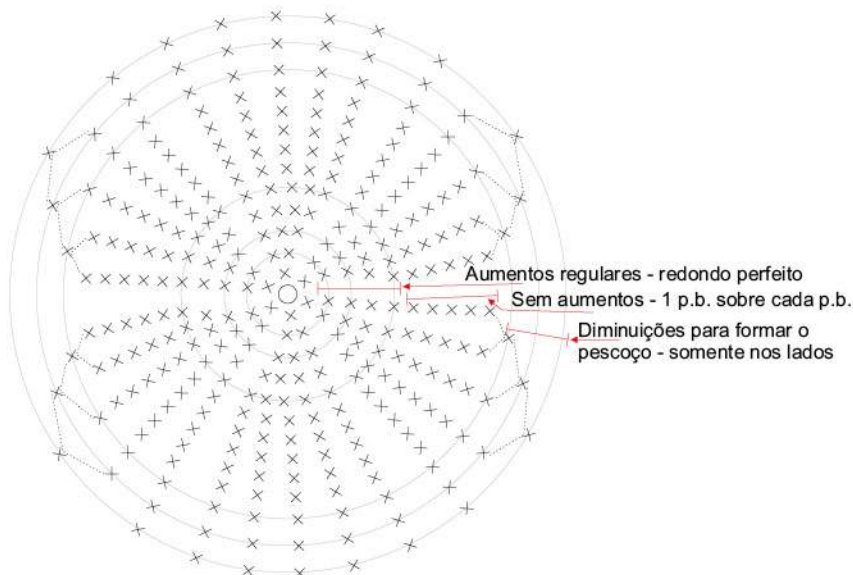 Aumentos regulares - redondo perfeito
Sem aumentos - 1 p.b. sobre cada p.b.
Diminuições para formar o
pescoço - somente nos lados